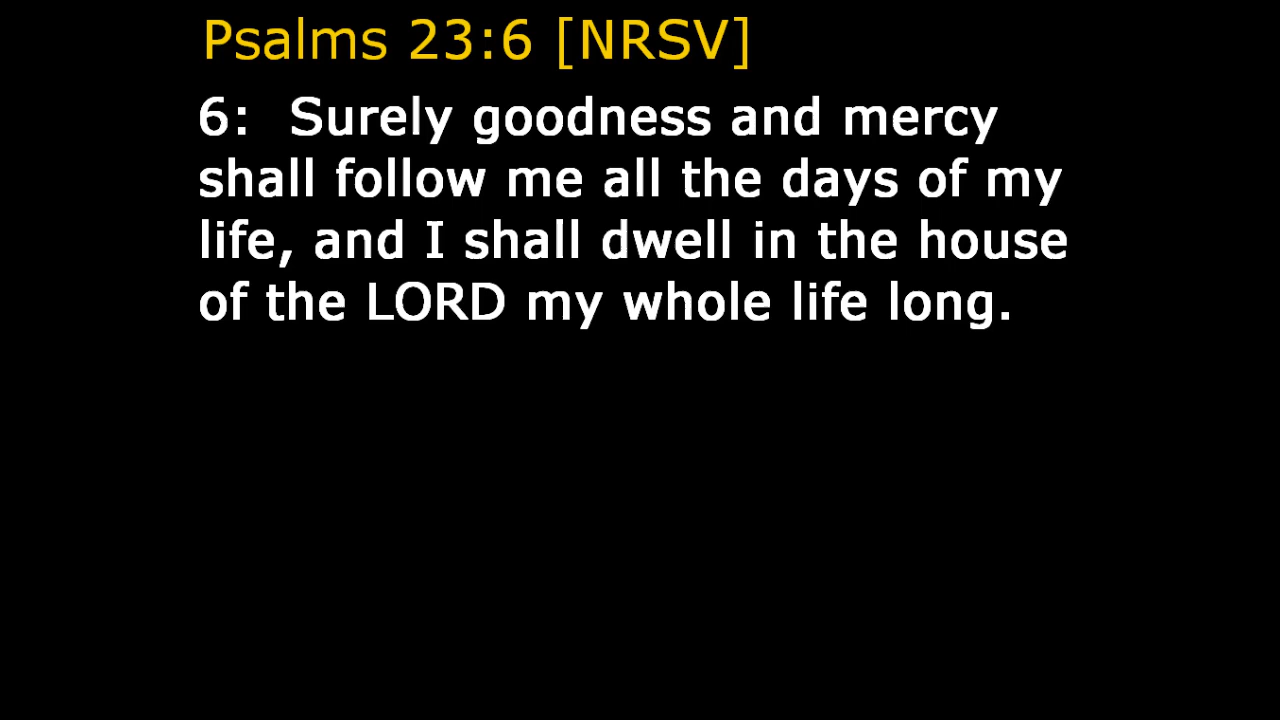 Psalms 23:6 [NRSV]
6:  Surely goodness and mercy
shall follow me all the days of my
life, and I shall dwell in the house
of the LORD my whole life long.